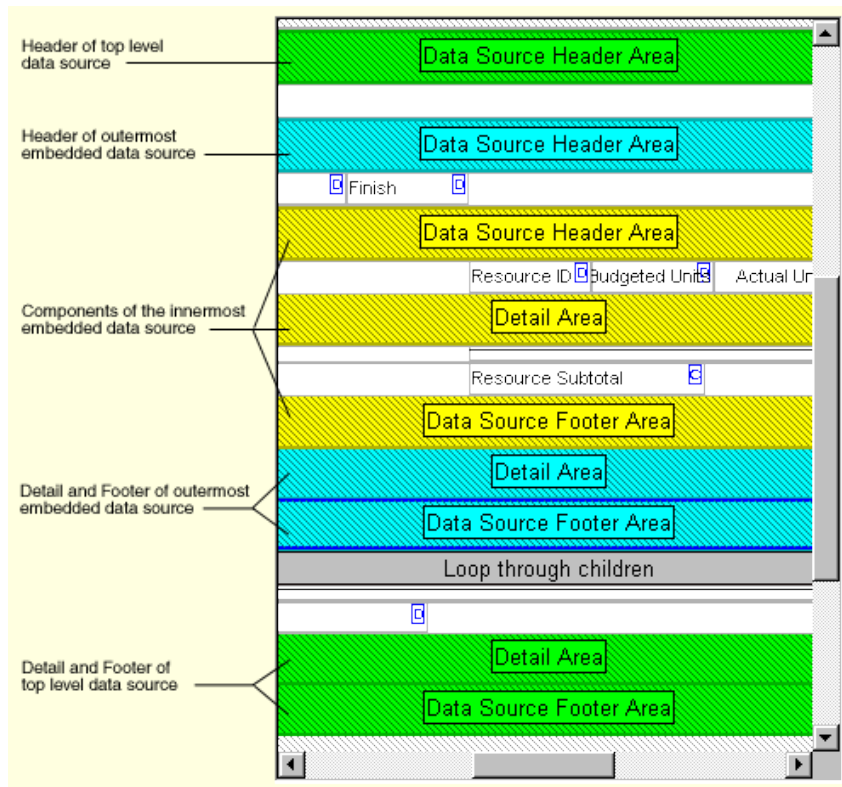 Header of top level
data source
Data Source Header Area
Header of outermost
embedded data source
Data Source Header Area
D Finish D
Data Source Header Area
Resource ID D Budgeted Units Actual Un
Components of the innermost
embedded data source
Detail Area
Resource Subtotal C
Data Source Footer Area
Detail and Footer of outermost
embedded data source
Detail Area
Data Source Footer Area
Loop through children
D
Detail and Footer of
top level data source
Detail Area
Data Source Footer Area